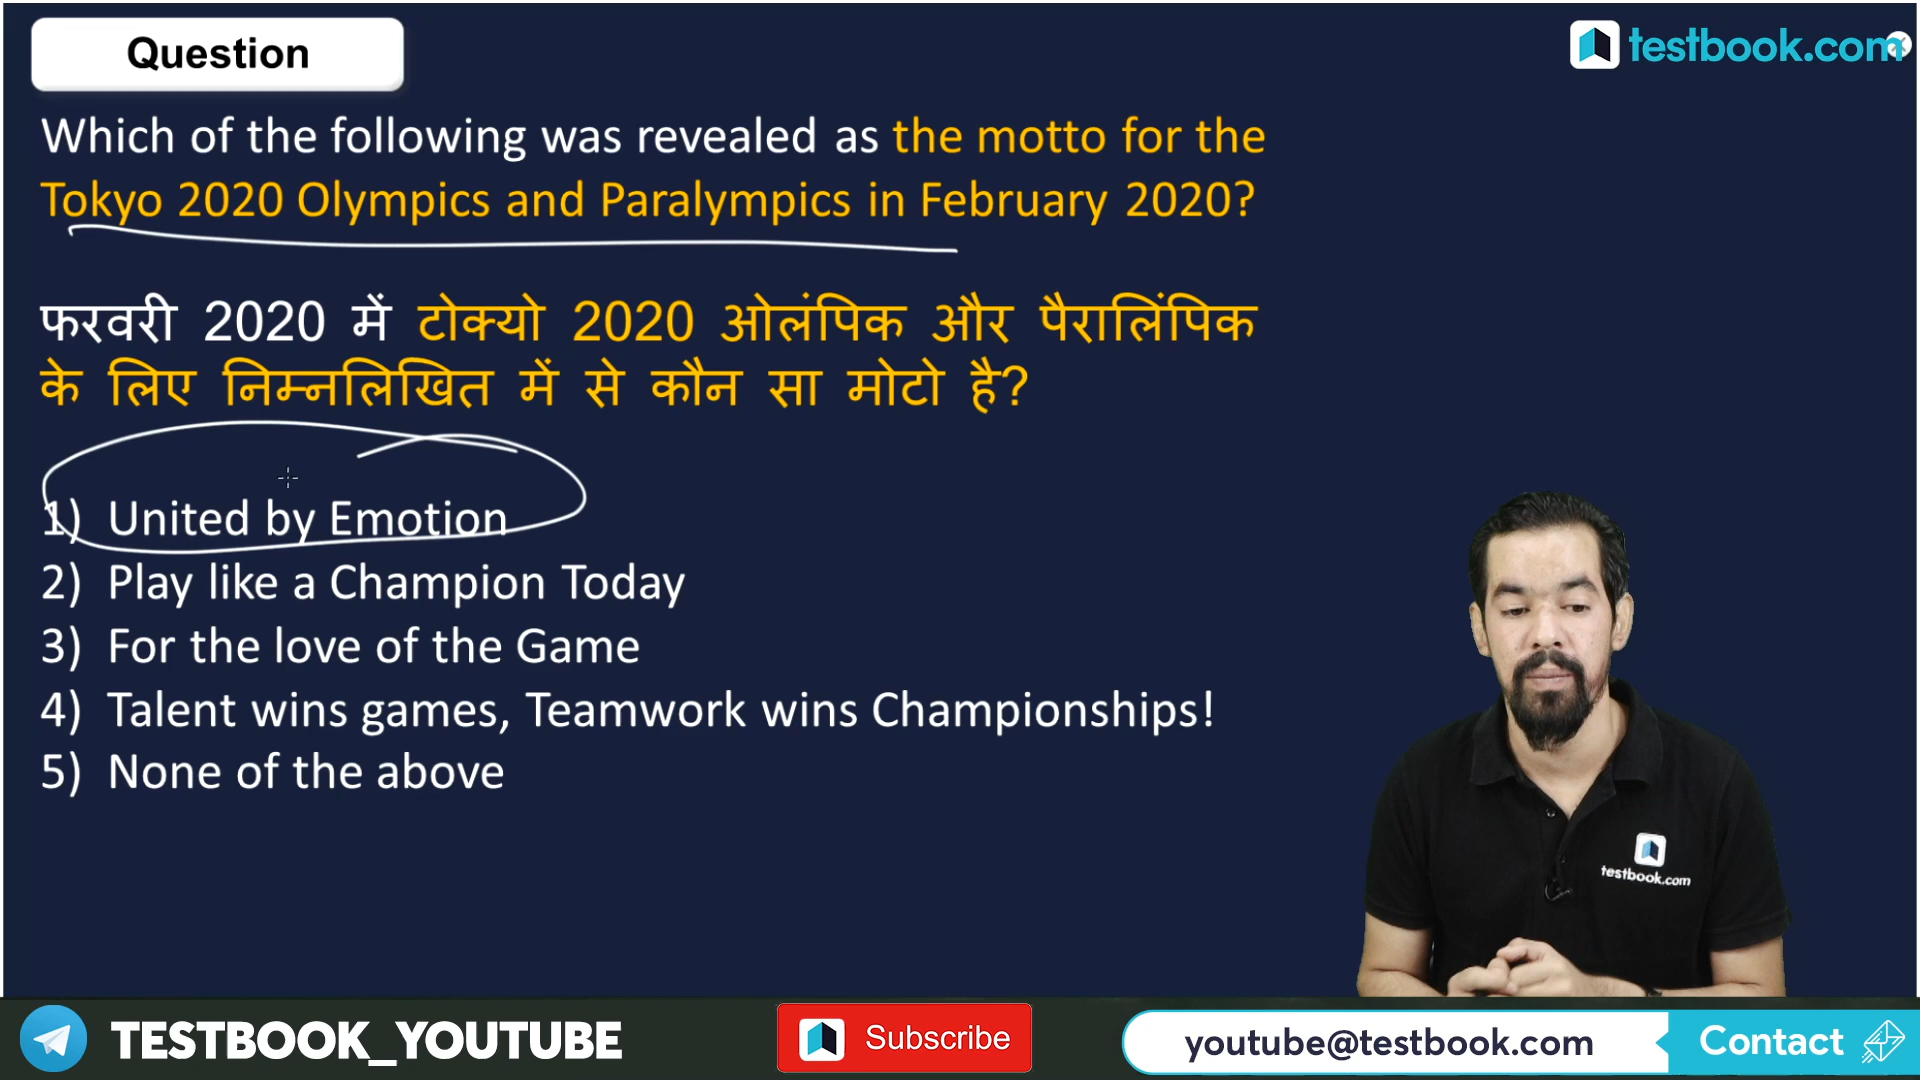 Question
testbook.com
Which of the following was revealed as the motto for the
Tokyo 2020 Olympics and Paralympics in February 2020?
फरवरी 2020 में टोक्यो 2020 ओलंपिक और पैरालिंपिक
के लिए निम्नलिखित में से कौन सा मोटो है?
1) United by Emotion
2) Play like a Champion Today
3) For the love of the Game
4) Talent wins games, Teamwork wins Championships!
5) None of the above
testbook.com
TESTBOOK_YOUTUBE
Subscribe
youtube@testbook.com
Contact